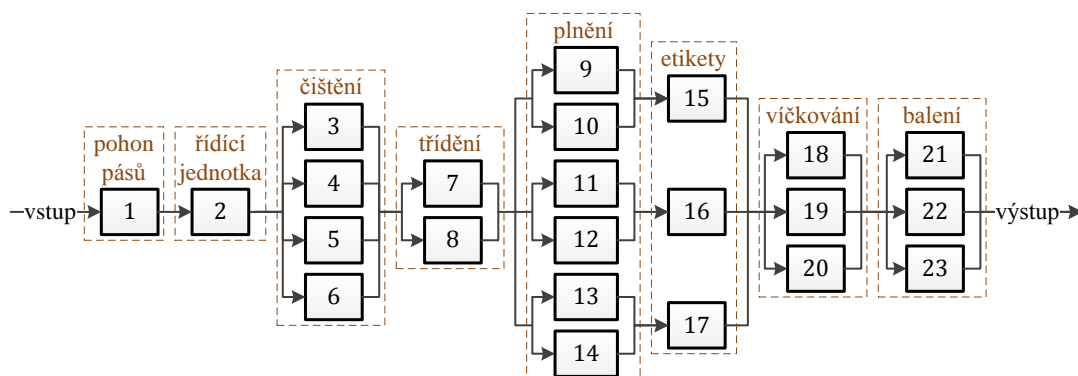 vstup
pohon
pásů
1
řídící
jednotka
2
čištění
3
4
5
6
třídění
7
8
plnění
9
10
11
12
13
14
etikety
15
16
17
víčkování
18
19
20
balení
21
22
23
výstup